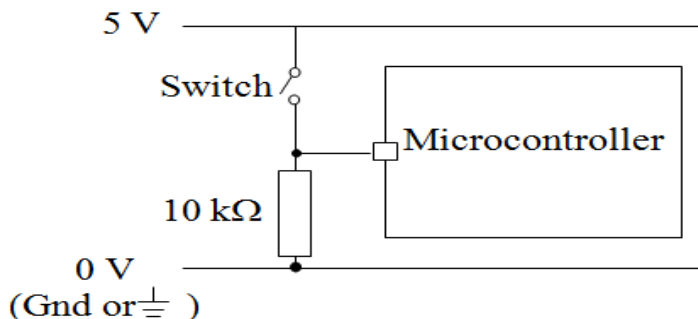 5 V
Switch
Microcontroller
10 kΩ
0 V
(Gnd or ⏚ )